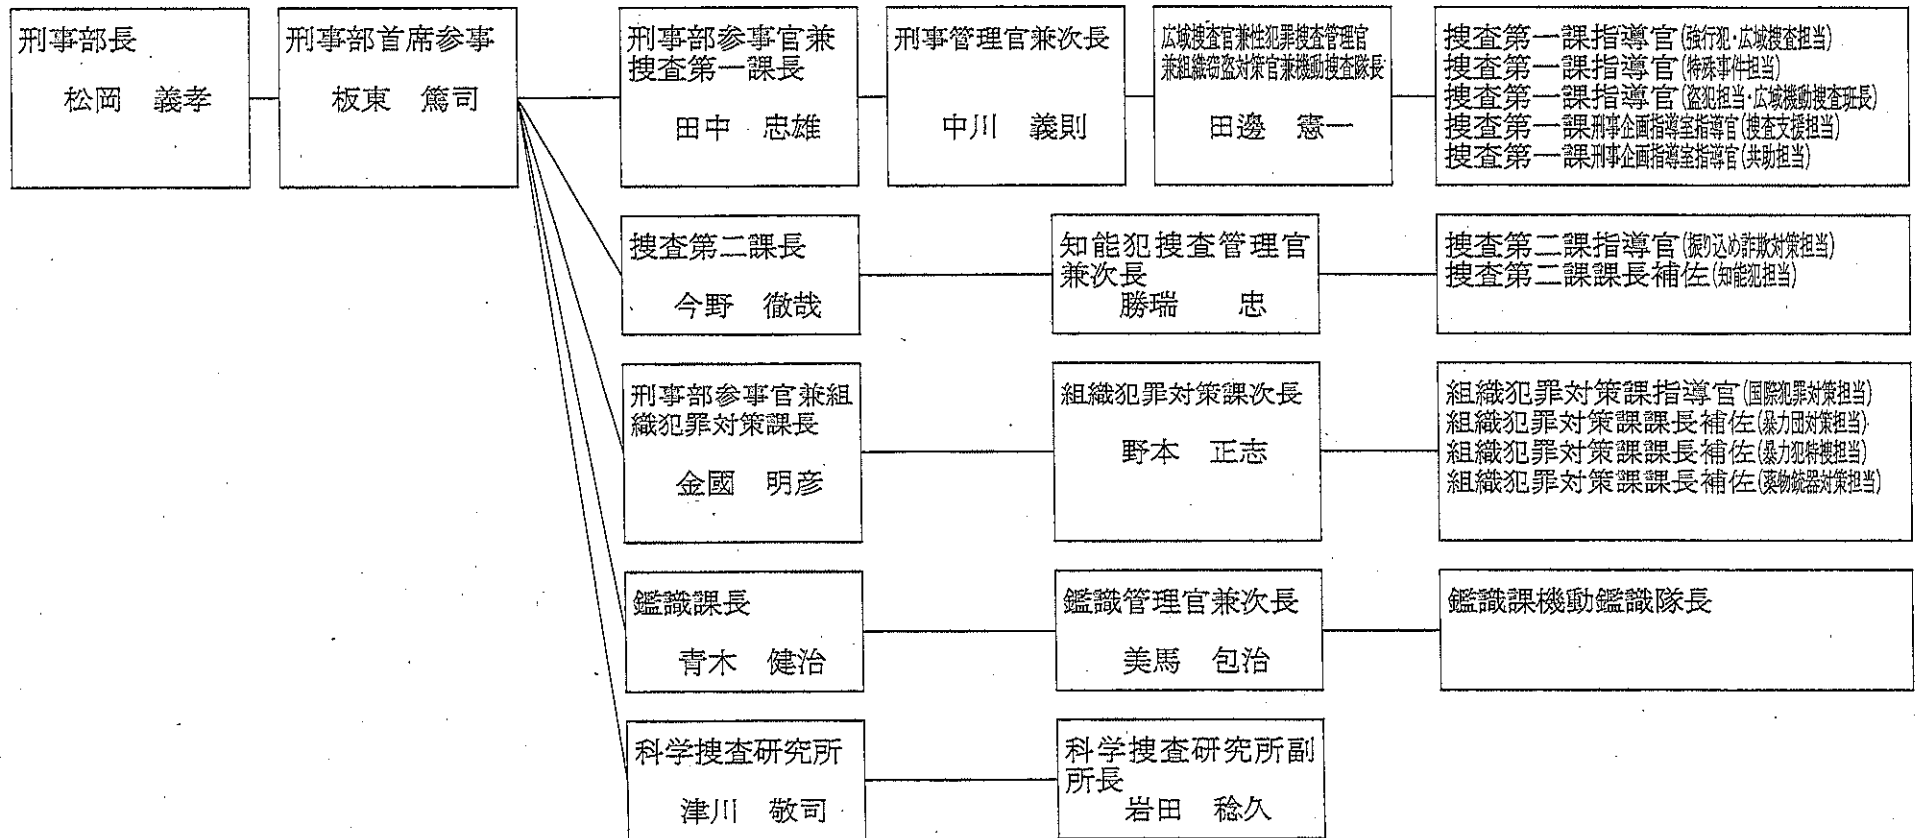 刑事部長
松岡 義孝
刑事部首席参事
板東 篤司
刑事部参事官兼
捜査第一課長
田中 忠雄
刑事管理官兼次長
中川 義則
広域捜査官兼性犯罪捜査管理官
兼組織窃盗対策官兼機動捜査隊長
田邊 憲一
捜査第一課指導官(強行犯・広域捜査担当)
捜査第一課指導官(特殊事件担当)
捜査第一課指導官(盗犯担当・広域機動捜査班長)
捜査第一課刑事企画指導室指導官(捜査支援担当)
捜査第一課刑事企画指導室指導官(共助担当)
捜査第二課長
今野 徹哉
知能犯捜査管理官
兼次長
勝瑞 忠
捜査第二課指導官(振り込め詐欺対策担当)
捜査第二課課長補佐(知能犯担当)
刑事部参事官兼組
織犯罪対策課長
金國 明彦
組織犯罪対策課次長
野本 正志
組織犯罪対策課指導官(国際犯罪対策担当)
組織犯罪対策課課長補佐(暴力団対策担当)
組織犯罪対策課課長補佐(暴力犯特捜担当)
組織犯罪対策課課長補佐(薬物銃器対策担当)
鑑識課長
青木 健治
鑑識管理官兼次長
美馬 包治
鑑識課機動鑑識隊長
科学捜査研究所
津川 敬司
科学捜査研究所副
所長
岩田 稔久